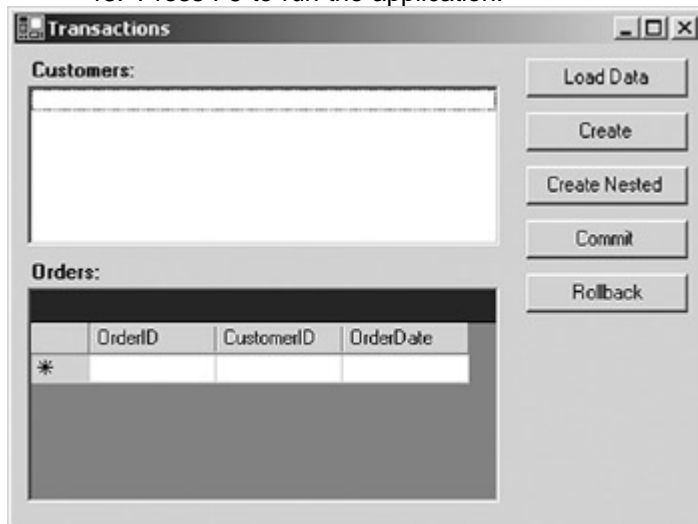 Transactions
Customers:
Load Data
Create
Create Nested
Commit
Orders:
Rollback
OrderID CustomerID OrderDate
*